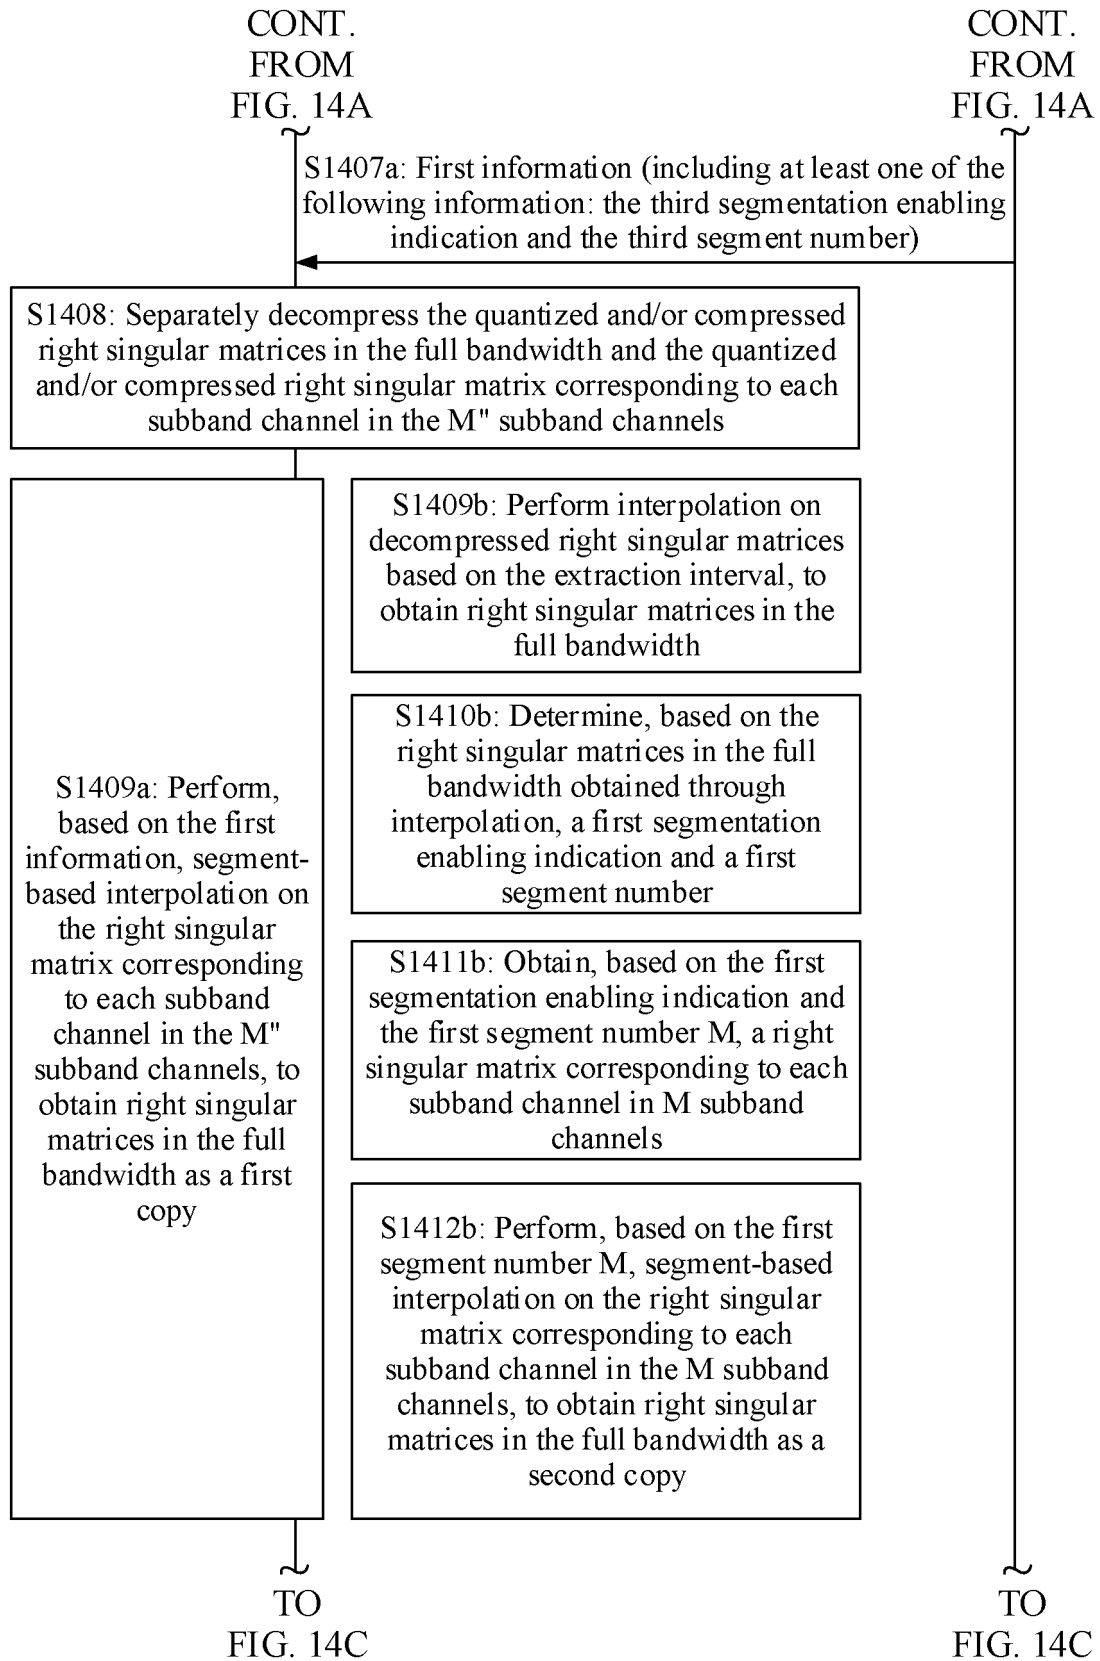 CONT.
FROM
FIG. 14A
CONT.
FROM
FIG. 14A
S1407a: First information (including at least one of the
following information: the third segmentation enabling
indication and the third segment number)
S1408: Separately decompress the quantized and/or compressed
right singular matrices in the full bandwidth and the quantized
and/or compressed right singular matrix corresponding to each
subband channel in the M" subband channels
S1409a: Perform,
based on the first
information, segment-
based interpolation on
the right singular
matrix corresponding
to each subband
channel in the M"
subband channels, to
obtain right singular
matrices in the full
bandwidth as a first
copy
S1409b: Perform interpolation on
decompressed right singular matrices
based on the extraction interval, to
obtain right singular matrices in the
full bandwidth
S1410b: Determine, based on the
right singular matrices in the full
bandwidth obtained through
interpolation, a first segmentation
enabling indication and a first
segment number
S1411b: Obtain, based on the first
segmentation enabling indication and
the first segment number M, a right
singular matrix corresponding to each
subband channel in M subband
channels
S1412b: Perform, based on the first
segment number M, segment-based
interpolation on the right singular
matrix corresponding to each
subband channel in the M subband
channels, to obtain right singular
matrices in the full bandwidth as a
second copy
TO
FIG. 14C
TO
FIG. 14C